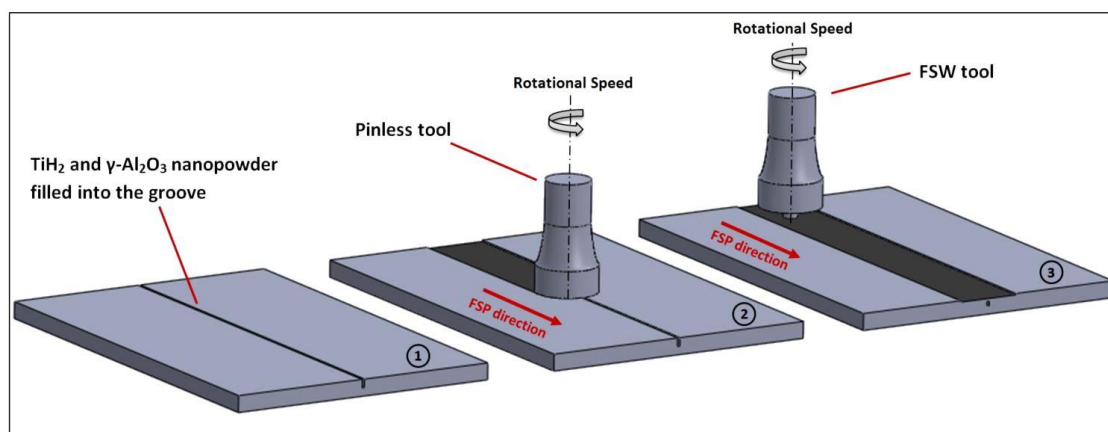 Rotational Speed
FSW tool
Rotational Speed
Pinless tool
TiH₂ and γ-Al₂O₃ nanopowder
filled into the groove
FSP direction
FSP direction
1
2
3